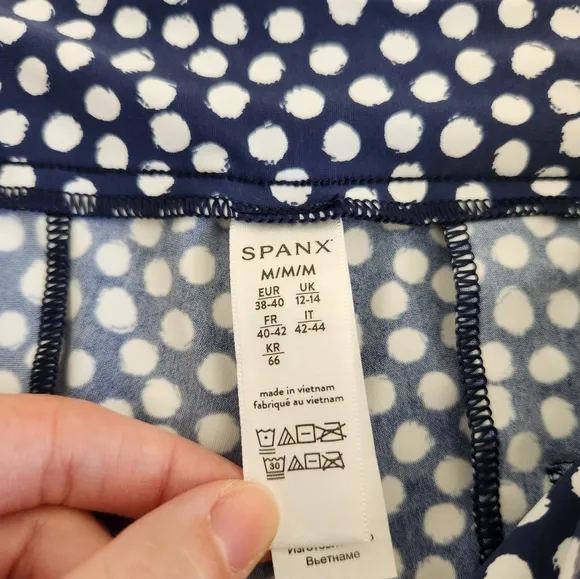 SPANX
M/M/M
EUR UK
38-40 12-14
FR IT
40-42 42-44
KR
66
made in vietnam
fabriqué au vietnam
30
Вьетнаме